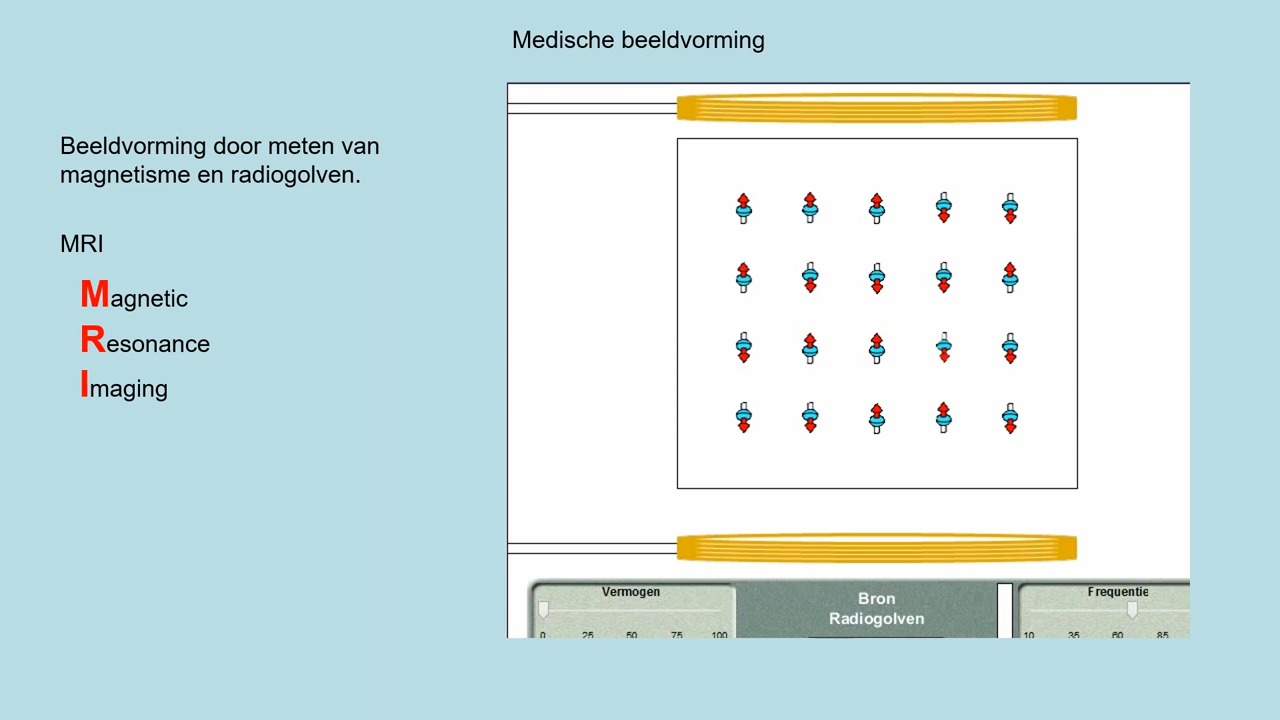 Medische beeldvorming
Beeldvorming door meten van
magnetisme en radiogolven.
MRI
Magnetic
Resonance
Imaging
Vermogen
0 25 50 75 100
Bron
Radiogolven
Frequentie
10 35 60 85